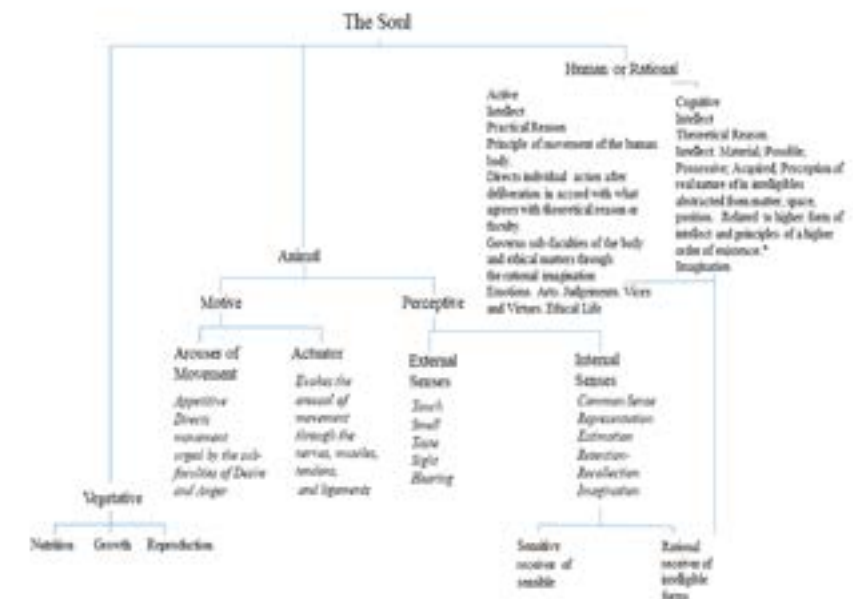 The Soul
Human or Rational
Active
Intellect
Practical Reason
Principle of movement of the human
body.
Directs individual action after
deliberation in accord with what
agrees with theoretical reason or
faculty
Governs sub-faculties of the body
and ethical matters through
the rational imagination
Emotions. Arts. Judgements. Vices
and Virtues. Ethical Life
Cognitive
Intellect
Theoretical Reason
Intellect: Material; Possible;
Possessive; Acquired; Perception of
real nature of
abstracted from matter, space,
position. Related to higher form of
intellect and principles of a higher
order of existence.*
Imagination
Animal
Motive
Perceptive
Arouser of
Movement
Appetitive
Directs
movement
urged by the sub-
faculties of Desire
and Anger
Actuator
Evokes the
arousal of
movement
through the
nerves, muscles,
tendons,
and ligaments
External
Senses
Touch
Smell
Taste
Sight
Hearing
Internal
Senses
Common Sense
Representation
Estimation
Retention-
Recollection
Imagination
Vegetative
Nutrition Growth Reproduction
Sensitive
receiver of
sensible
Rational
receiver of
forms